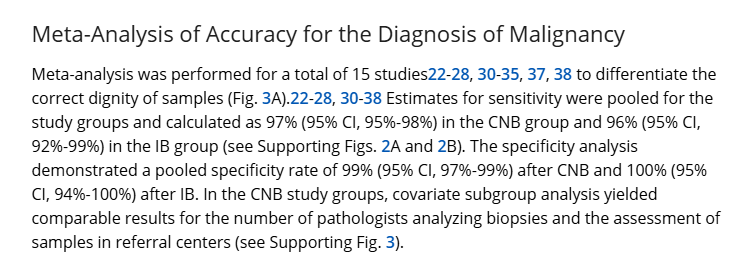 Meta-Analysis of Accuracy for the Diagnosis of Malignancy
Meta-analysis was performed for a total of 15 studies22-28, 30-35, 37, 38 to differentiate the
correct dignity of samples (Fig. 3A).22-28, 30-38 Estimates for sensitivity were pooled for the
study groups and calculated as 97% (95% CI, 95%-98%) in the CNB group and 96% (95% CI,
92%-99%) in the IB group (see Supporting Figs. 2A and 2B). The specificity analysis
demonstrated a pooled specificity rate of 99% (95% CI, 97%-99%) after CNB and 100% (95%
CI, 94%-100%) after IB. In the CNB study groups, covariate subgroup analysis yielded
comparable results for the number of pathologists analyzing biopsies and the assessment of
samples in referral centers (see Supporting Fig. 3).